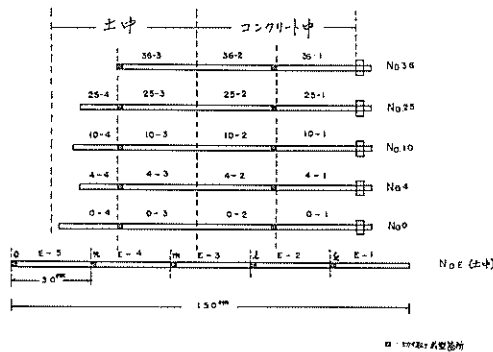 土中 コンクリート中
36-3 36-2 36-1 No.36
25-4 25-3 25-2 25-1 No.25
10-4 10-3 10-2 10-1 No.10
4-4 4-3 4-2 4-1 No.4
0-4 0-3 0-2 0-1 No.0
o E-5 n E-4 m E-3 l E-2 k E-1 No.E (土中)
30cm
150cm